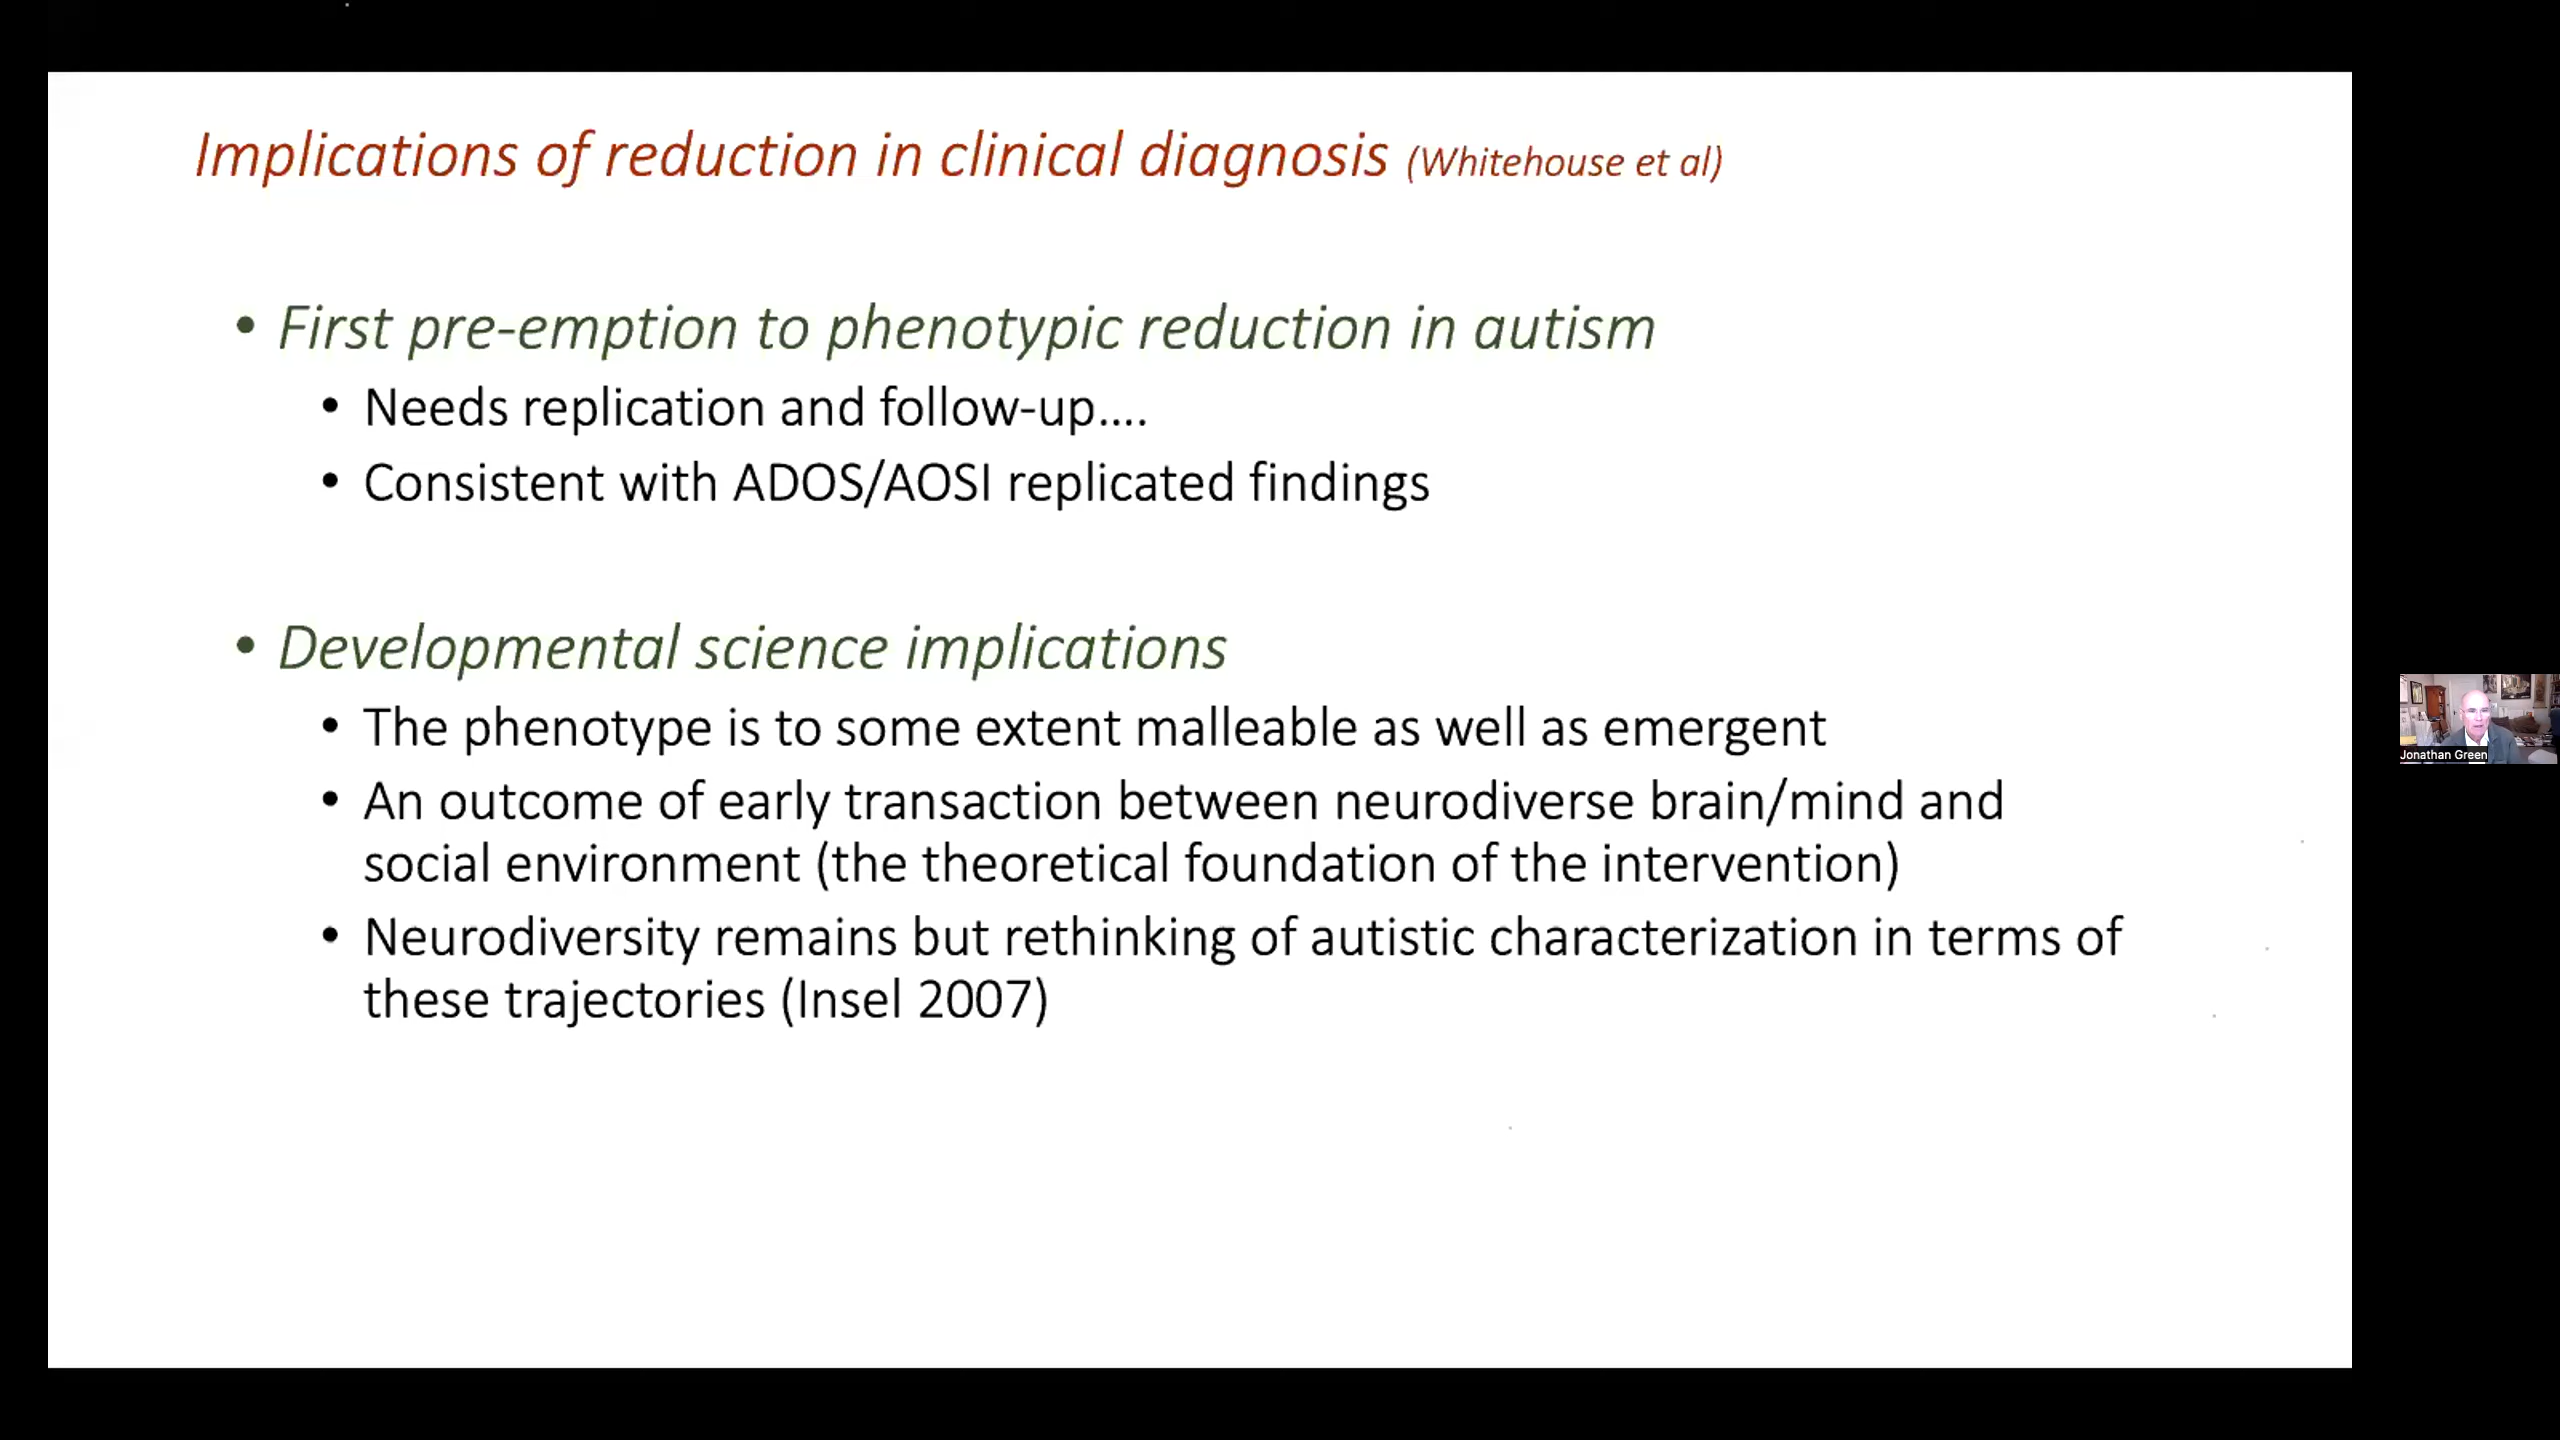 Implications of reduction in clinical diagnosis (Whitehouse et al)
• First pre-emption to phenotypic reduction in autism
• Needs replication and follow-up....
• Consistent with ADOS/AOSI replicated findings
• Developmental science implications
• The phenotype is to some extent malleable as well as emergent
• An outcome of early transaction between neurodiverse brain/mind and
social environment (the theoretical foundation of the intervention)
• Neurodiversity remains but rethinking of autistic characterization in terms of
these trajectories (Insel 2007)
Jonathan Green